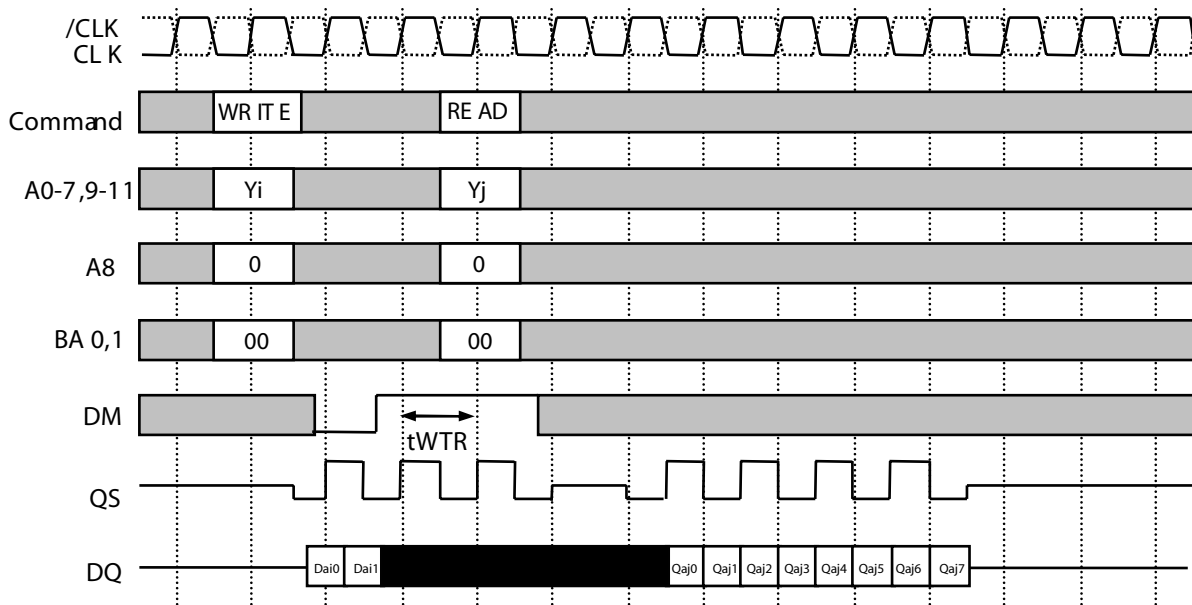 /CLK
CL K
Command WR IT E RE AD
A0-7,9-11 Yi Yj
A8 0 0
BA 0,1 00 00
DM
tWTR
QS
DQ Dai0 Dai1 Qaj0 Qaj1 Qaj2 Qaj3 Qaj4 Qaj5 Qaj6 Qaj7